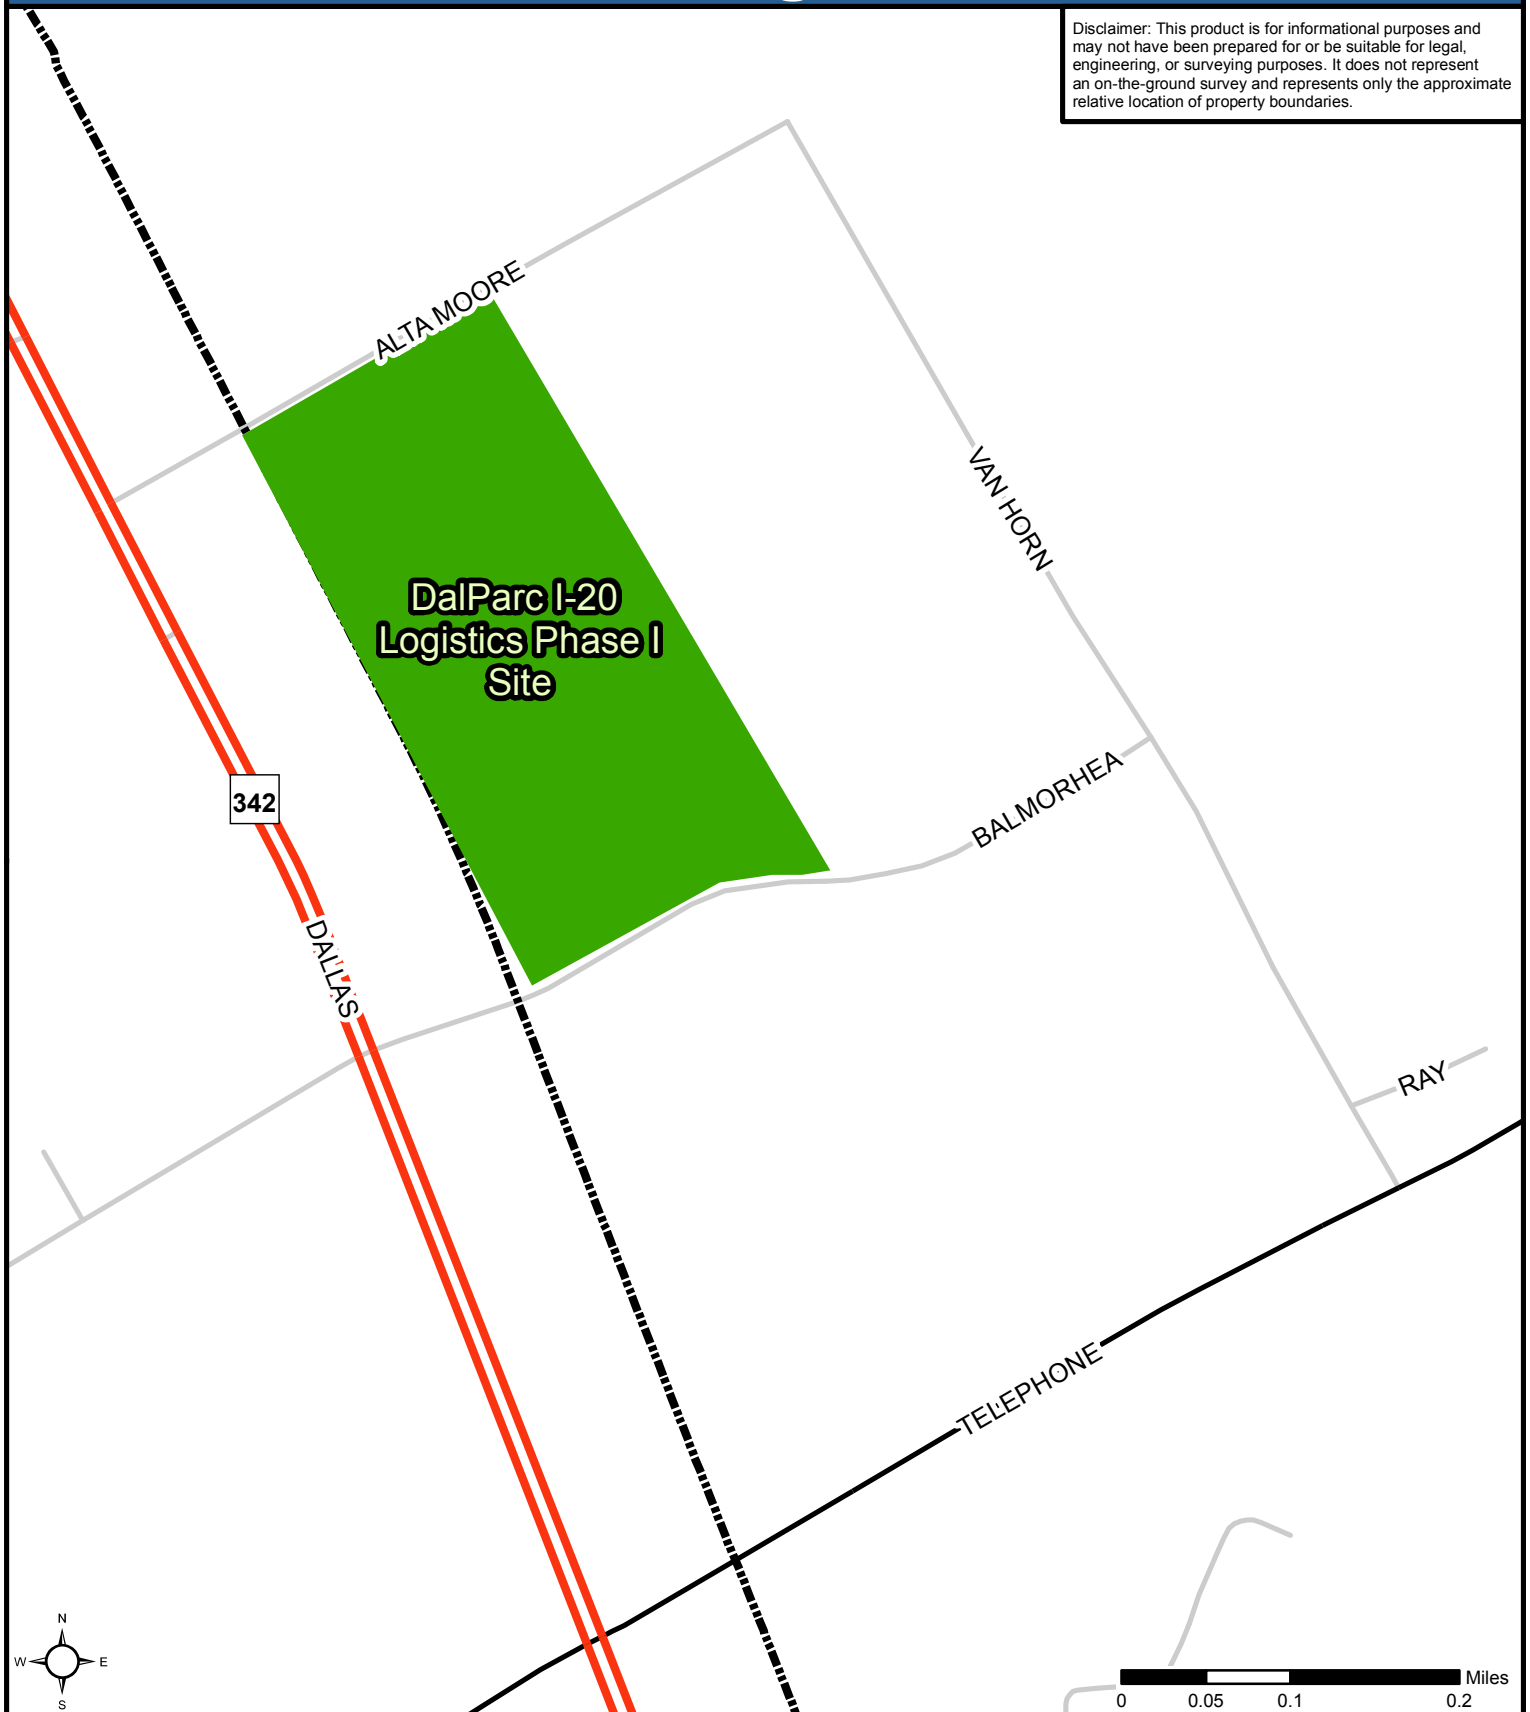 Disclaimer: This product is for informational purposes and
may not have been prepared for or be suitable for legal,
engineering, or surveying purposes. It does not represent
an on-the-ground survey and represents only the approximate
relative location of property boundaries.
ALTA MOORE
VAN HORN
DalParc I-20
Logistics Phase I
Site
342
BALMORHEA
DALLAS
RAY
TELEPHONE
N
W E
S
Miles
0 0.05 0.1 0.2